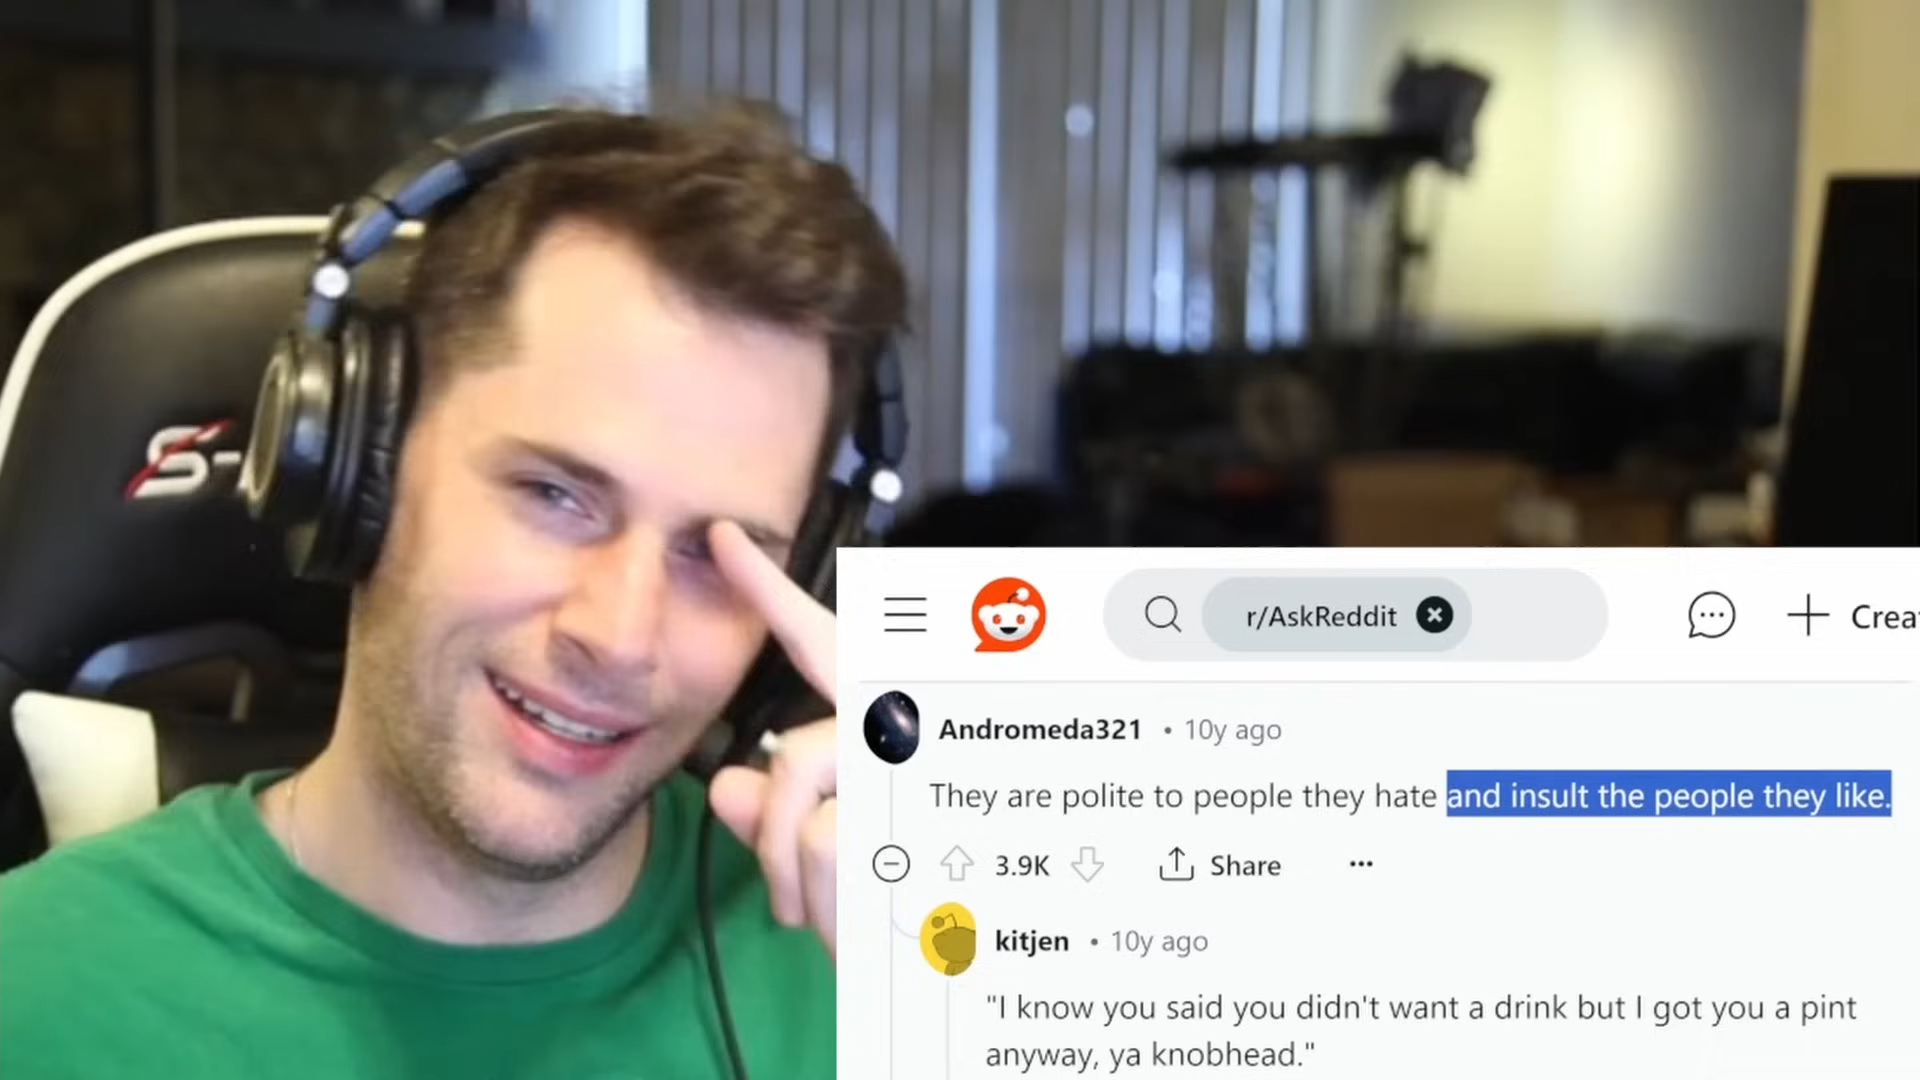 S-
r/AskReddit
Crea
Andromeda321 • 10y ago
They are polite to people they hate and insult the people they like.
3.9K Share
kitjen • 10y ago
"I know you said you didn't want a drink but I got you a pint
anyway, ya knobhead."